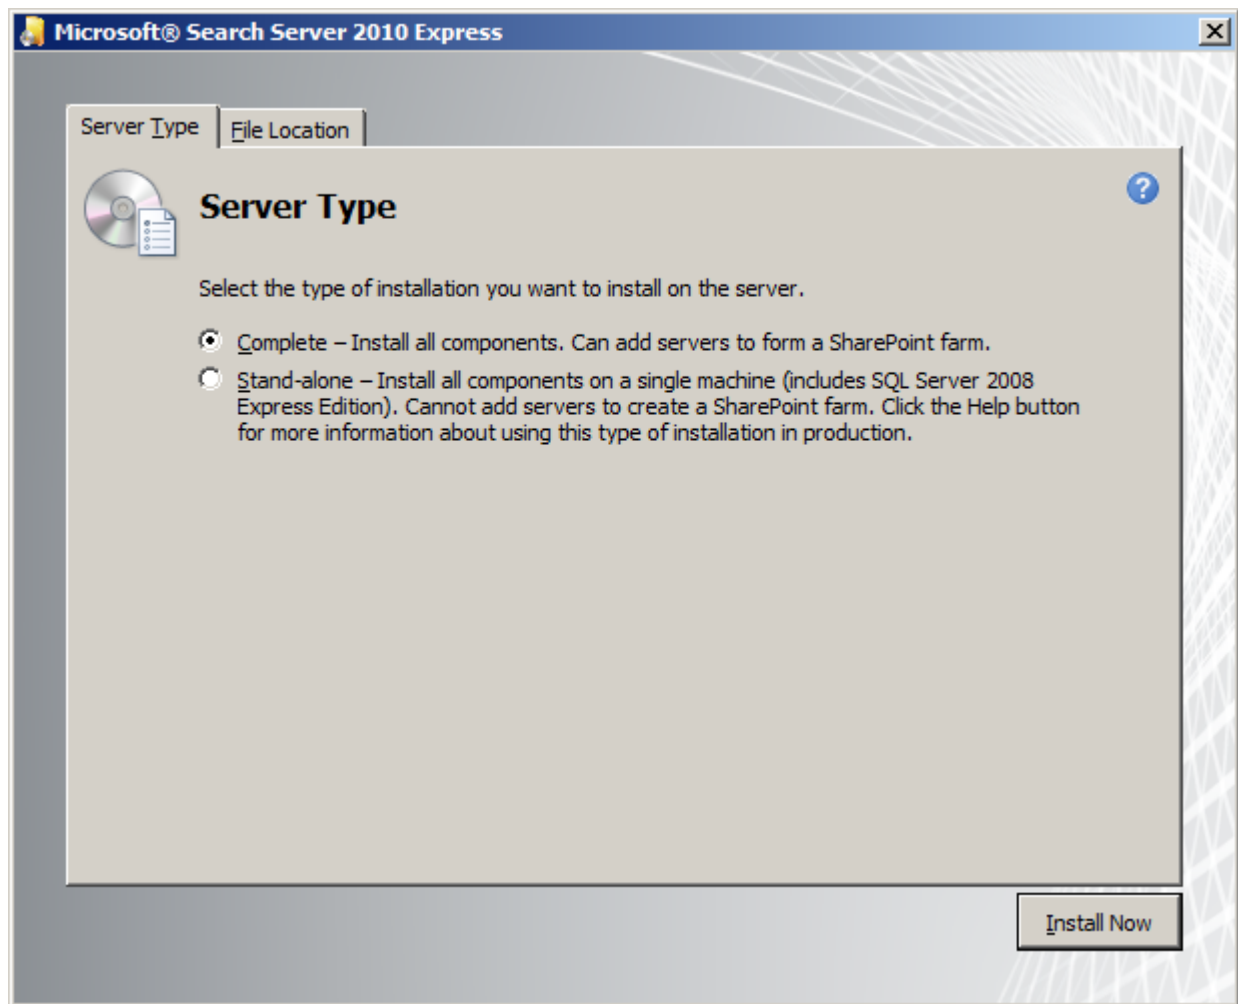 Microsoft® Search Server 2010 Express
Server Type
File Location
Server Type
?
Select the type of installation you want to install on the server.
Complete – Install all components. Can add servers to form a SharePoint farm.
Stand-alone – Install all components on a single machine (includes SQL Server 2008
Express Edition). Cannot add servers to create a SharePoint farm. Click the Help button
for more information about using this type of installation in production.
Install Now